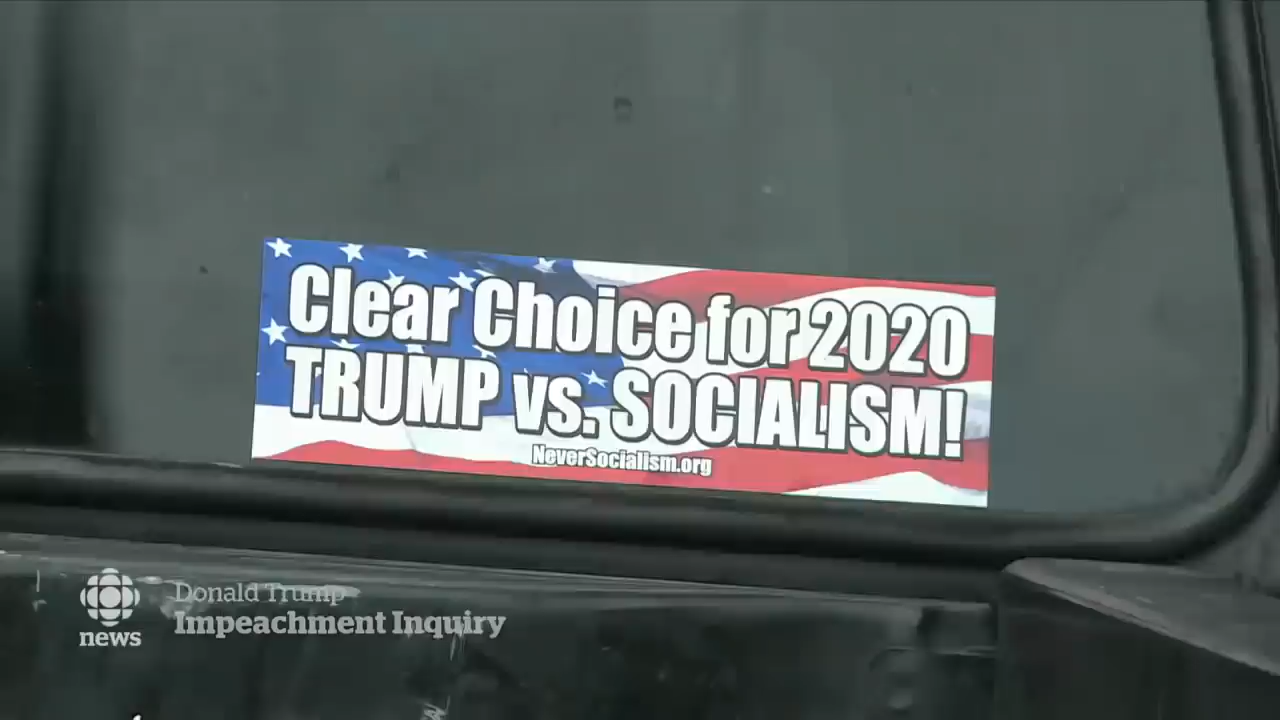 Clear Choice for 2020
TRUMP vs. SOCIALISM!
NeverSocialism.org
Donald Trump
Impeachment Inquiry
news